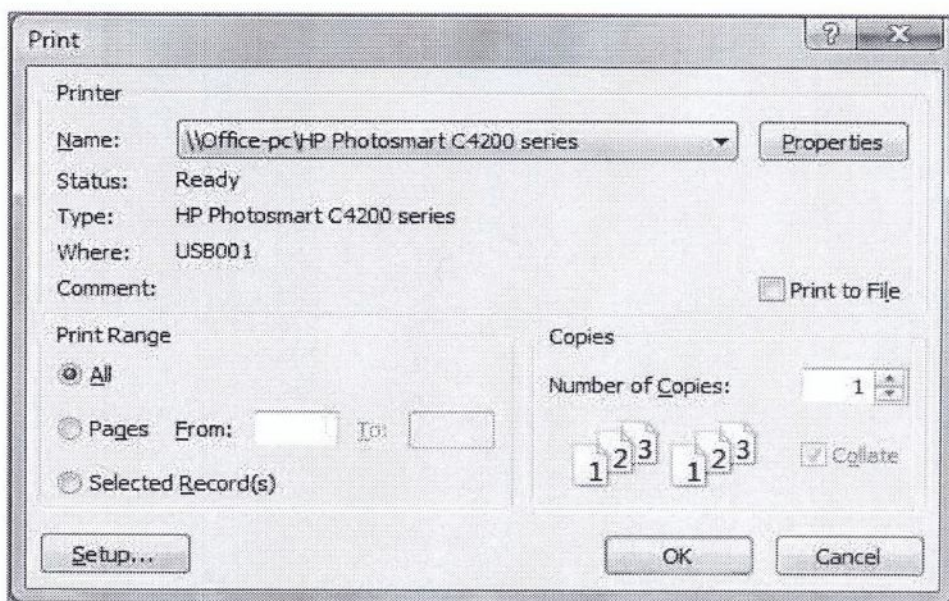 Print
Printer
Name: \\Office-pc\HP Photosmart C4200 series Properties
Status: Ready
Type: HP Photosmart C4200 series
Where: USB001
Comment: Print to File
Print Range
All
Pages From: To:
Selected Record(s)
Copies
Number of Copies: 1
1 2 3 1 2 3
Collate
Setup... OK Cancel